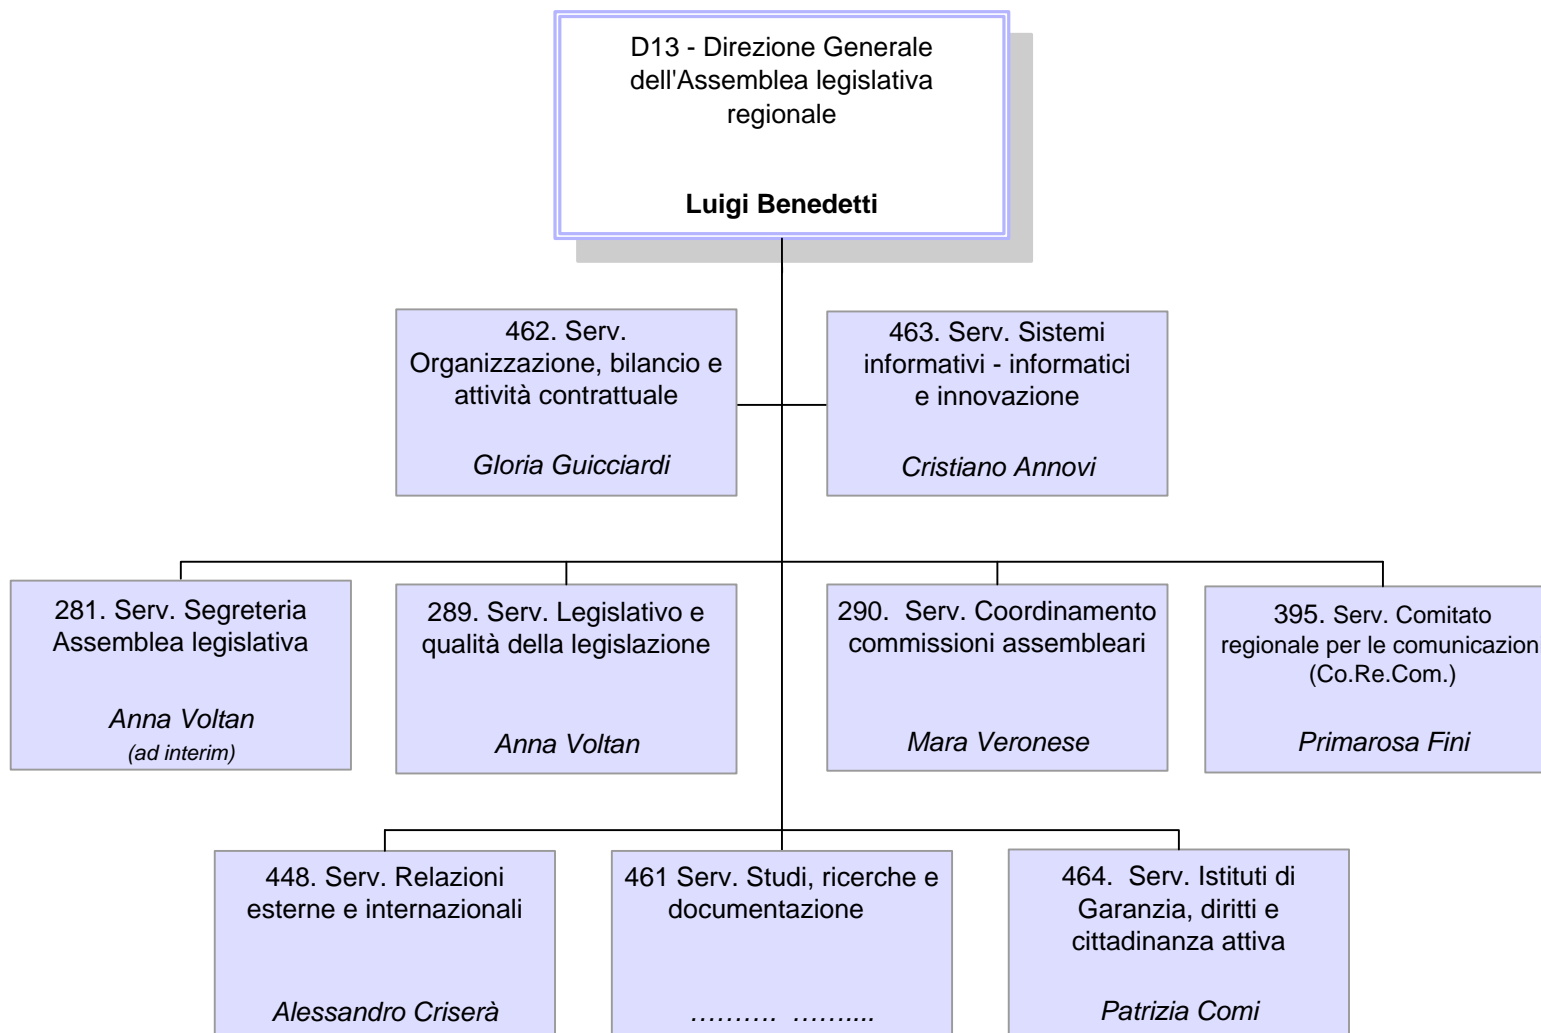 D13 - Direzione Generale
dell'Assemblea legislativa
regionale
Luigi Benedetti
462. Serv.
Organizzazione, bilancio e
attività contrattuale
Gloria Guicciardi
463. Serv. Sistemi
informativi - informatici
e innovazione
Cristiano Annovi
281. Serv. Segreteria
Assemblea legislativa
Anna Voltan
(ad interim)
289. Serv. Legislativo e
qualità della legislazione
Anna Voltan
290.  Serv. Coordinamento
commissioni assembleari
Mara Veronese
395. Serv. Comitato
regionale per le comunicazion
(Co.Re.Com.)
Primarosa Fini
448. Serv. Relazioni
esterne e internazionali
Alessandro Criserà
461 Serv. Studi, ricerche e
documentazione
………. ……....
464.  Serv. Istituti di
Garanzia, diritti e
cittadinanza attiva
Patrizia Comi